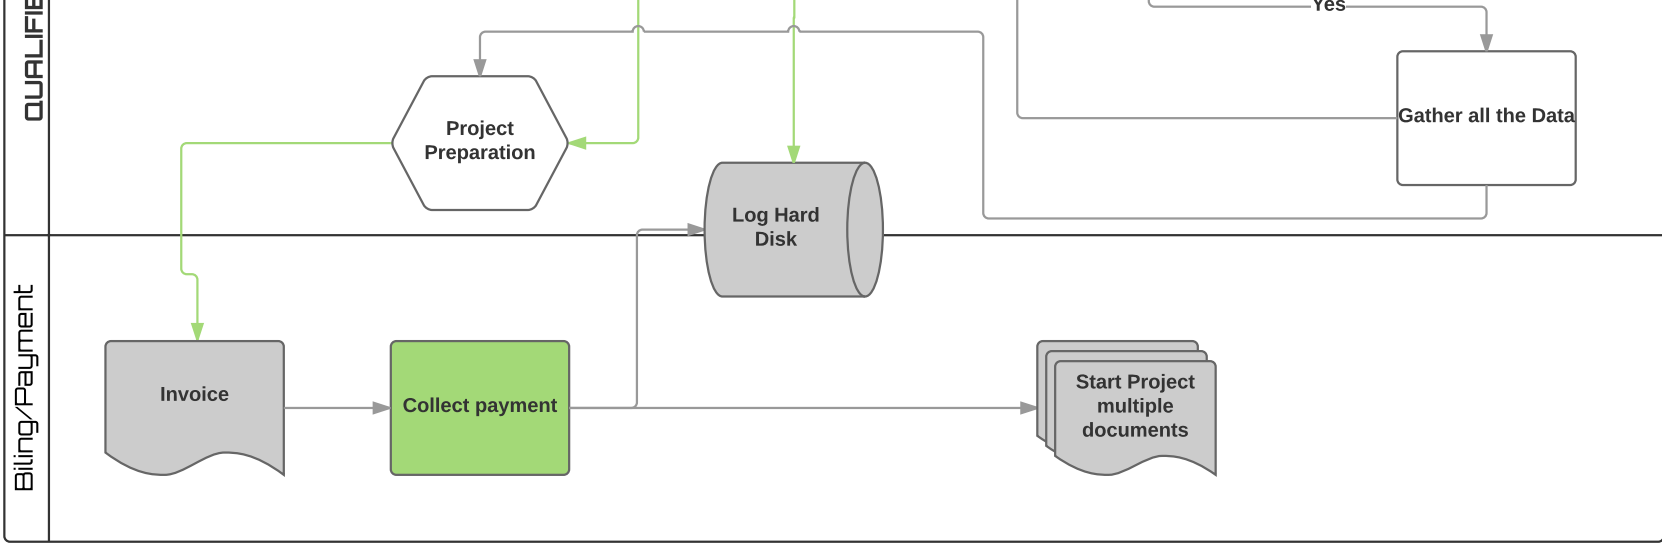 Yes
Gather all the Data
Project
Preparation
Log Hard
Disk
Biling/Payment
Invoice
Collect payment
Start Project
multiple
documents